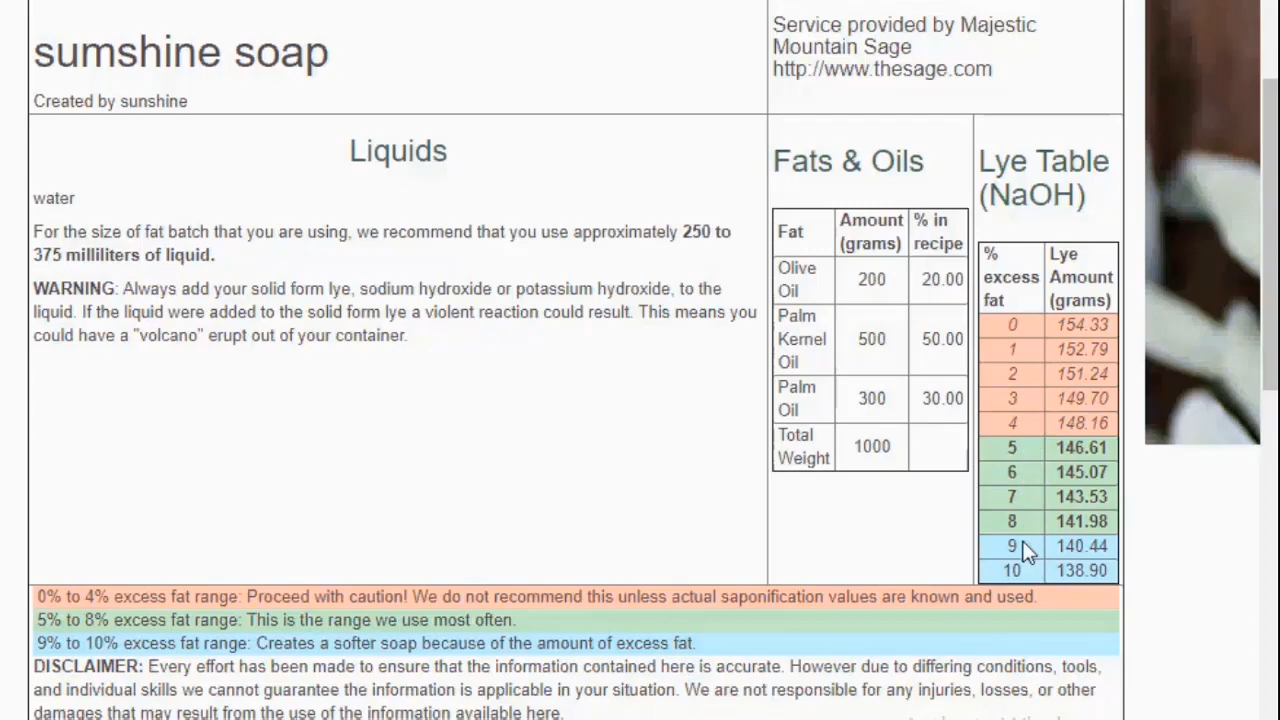 sumshine soap
Created by sunshine
Service provided by Majestic
Mountain Sage
http://www.thesage.com
Liquids
water
For the size of fat batch that you are using, we recommend that you use approximately 250 to
375 milliliters of liquid.
WARNING: Always add your solid form lye, sodium hydroxide or potassium hydroxide, to the
liquid. If the liquid were added to the solid form lye a violent reaction could result. This means you
could have a "volcano" erupt out of your container.
Fats & Oils
Fat
Amount
(grams)
% in
recipe
Olive
Oil
200
20.00
Palm
Kernel
Oil
500
50.00
Palm
Oil
300
30.00
Total
Weight
1000
Lye Table
(NaOH)
%
excess
fat
Lye
Amount
(grams)
0 154.33
1 152.79
2 151.24
3 149.70
4 148.16
5 146.61
6 145.07
7 143.53
8 141.98
9 140.44
10 138.90
0% to 4% excess fat range: Proceed with caution! We do not recommend this unless actual saponification values are known and used.
5% to 8% excess fat range: This is the range we use most often.
9% to 10% excess fat range: Creates a softer soap because of the amount of excess fat.
DISCLAIMER: Every effort has been made to ensure that the information contained here is accurate. However due to differing conditions, tools,
and individual skills we cannot guarantee the information is applicable in your situation. We are not responsible for any injuries, losses, or other
damages that may result from the use of the information available here.